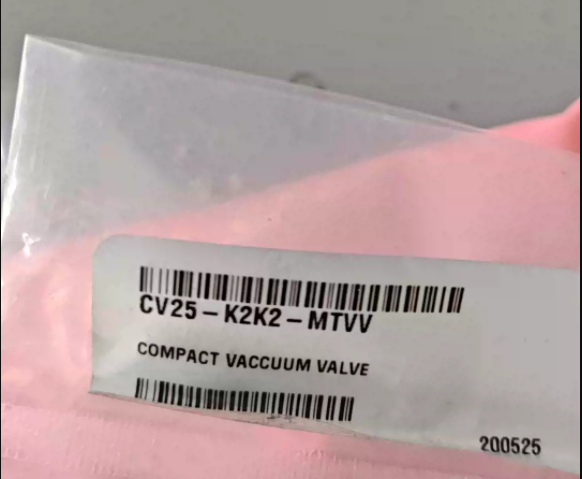 CV25-K2K2-MTVV
COMPACT VACCUUM VALVE
200525